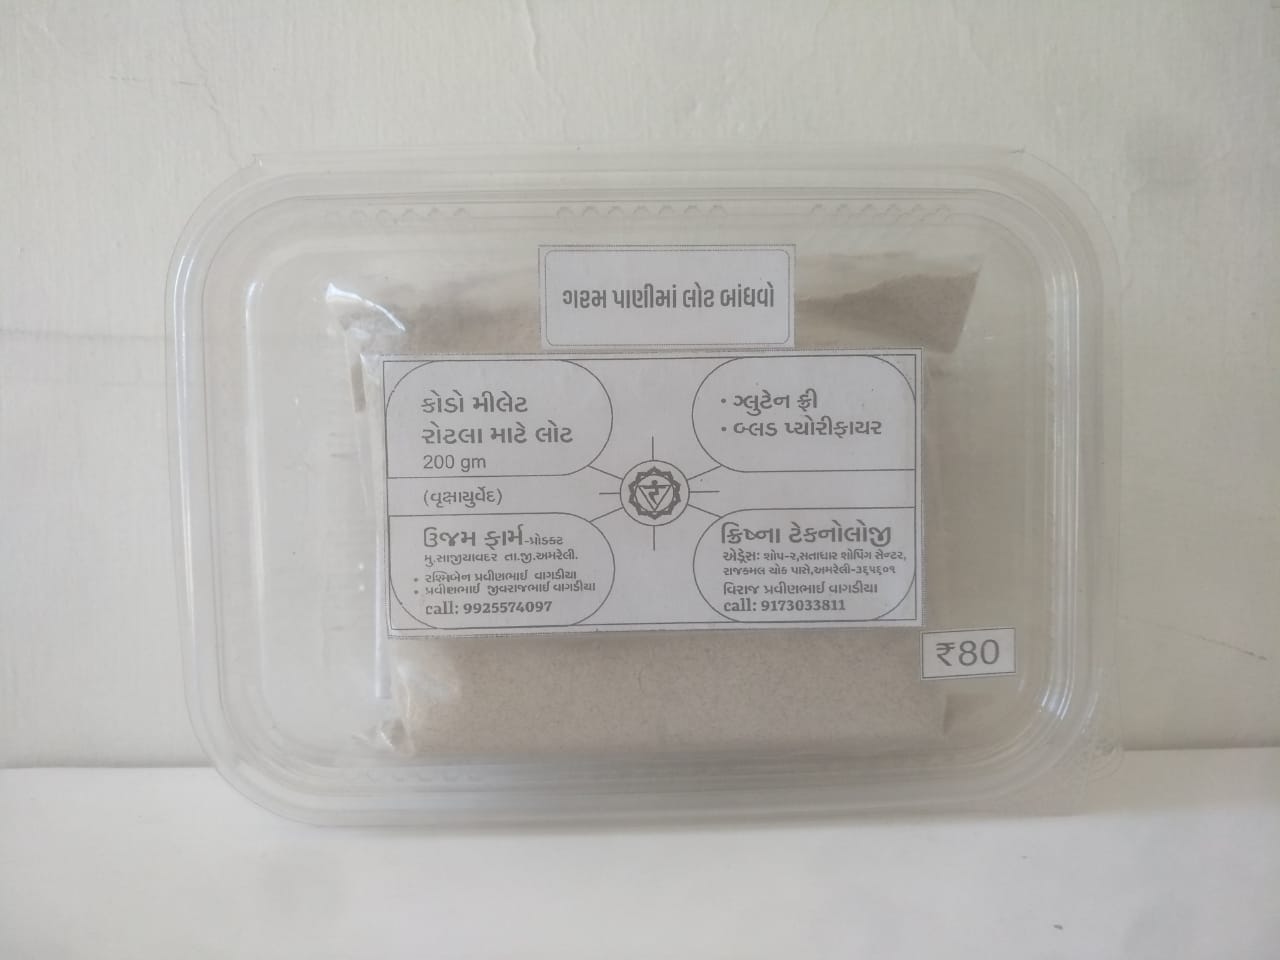 ગરમ પાણીમાં લોટ બાંધવો
કોડો મીલેટ
રોટલા માટે લોટ
200 gm
• ગ્લુટેન ફ્રી
• બ્લડ પ્યોરીફાયર
(વૃક્ષાયુર્વેદ)
ઉજમ ફાર્મ-પ્રોડક્ટ
મુ.સાજીયાવદર તા.જી.અમરેલી.
• રશ્મિબેન પ્રવીણભાઈ વાગડીયા
• પ્રવીણભાઈ જીવરાજભાઈ વાગડીયા
call: 9925574097
ક્રિષ્ના ટેકનોલોજી
એડ્રેસ: શોપ-૨,સતાધાર શોપિંગ સેન્ટર,
રાજકમલ ચોક પાસે,અમરેલી-૩૬૫૬૦૧
વિરાજ પ્રવીણભાઈ વાગડીયા
call: 9173033811
₹80